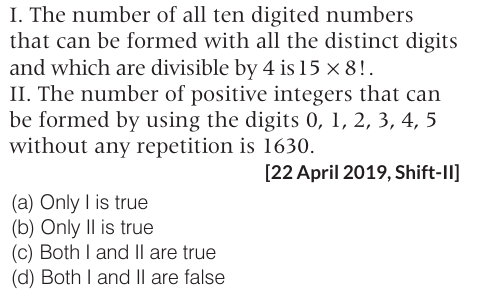 I. The number of all ten digited numbers
that can be formed with all the distinct digits
and which are divisible by 4 is 15 × 8!.
II. The number of positive integers that can
be formed by using the digits 0, 1, 2, 3, 4, 5
without any repetition is 1630.
[22 April 2019, Shift-II]
(a) Only I is true
(b) Only II is true
(c) Both I and II are true
(d) Both I and II are false